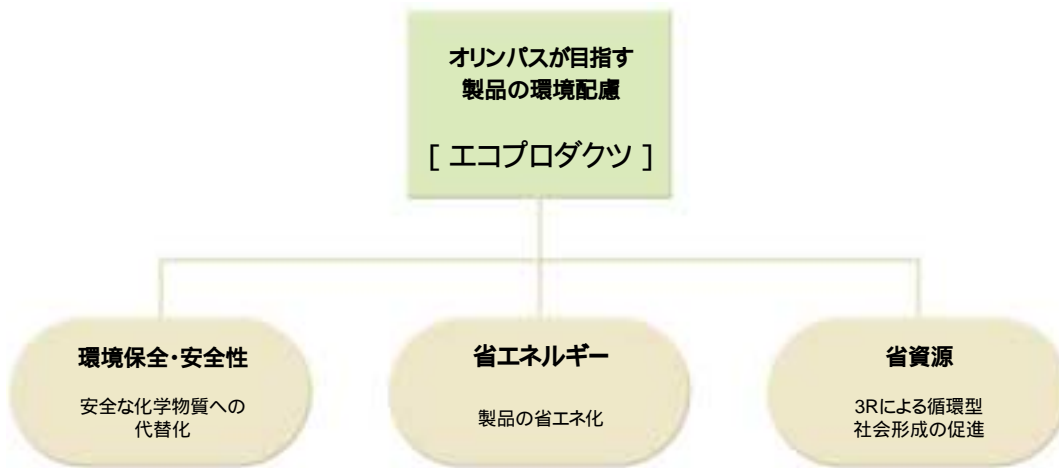 オリンパスが目指す
製品の環境配慮
[ エコプロダクツ ]
環境保全・安全性
安全な化学物質への
代替化
省エネルギー
製品の省エネ化
省資源
3Rによる循環型
社会形成の促進